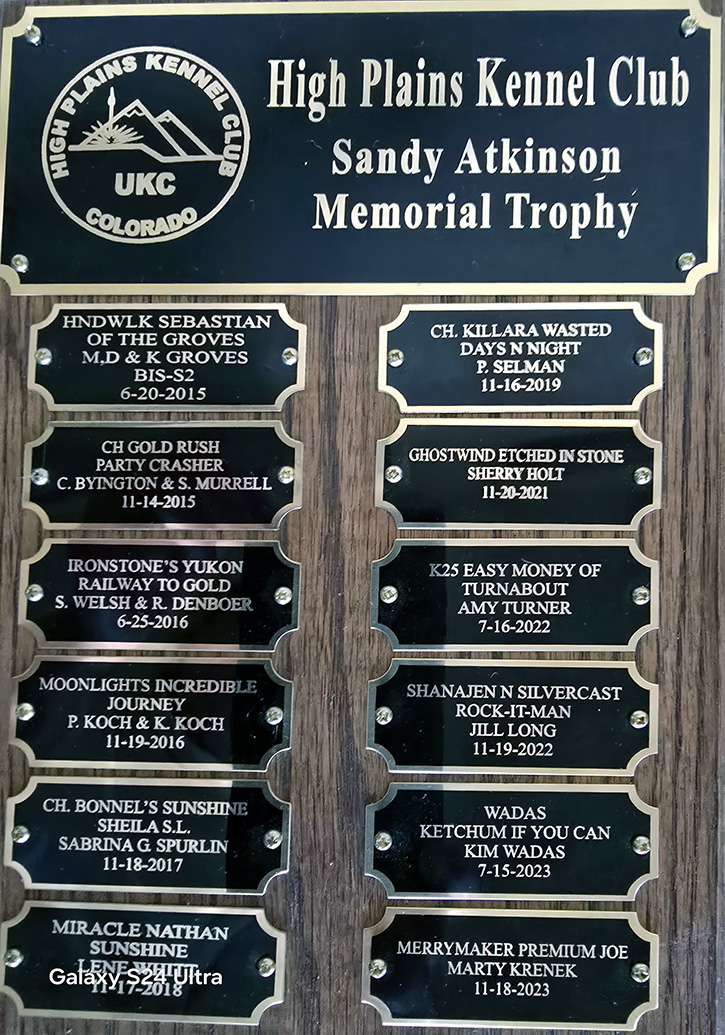 HIGH PLAINS KENNEL CLUB
UKC
COLORADO
High Plains Kennel Club
Sandy Atkinson
Memorial Trophy
HNDWLK SEBASTIAN
OF THE GROVES
M,D & K GROVES
BIS-S2
6-20-2015
CH GOLD RUSH
PARTY CRASHER
C. BYINGTON & S. MURRELL
11-14-2015
IRONSTONE'S YUKON
RAILWAY TO GOLD
S. WELSH & R. DENBOER
6-25-2016
MOONLIGHTS INCREDIBLE
JOURNEY
P. KOCH & K. KOCH
11-19-2016
CH. BONNEL'S SUNSHINE
SHEILA S.L.
SABRINA G. SPURLIN
11-18-2017
MIRACLE NATHAN
SUNSHINE
LENE WHITE
11-17-2018
Galaxy S24 Ultra
CH. KILLARA WASTED
DAYS N NIGHT
P. SELMAN
11-16-2019
GHOSTWIND ETCHED IN STONE
SHERRY HOLT
11-20-2021
K25 EASY MONEY OF
TURNABOUT
AMY TURNER
7-16-2022
SHANAJEN N SILVERCAST
ROCK-IT-MAN
JILL LONG
11-19-2022
WADAS
KETCHUM IF YOU CAN
KIM WADAS
7-15-2023
MERRYMAKER PREMIUM JOE
MARTY KRENEK
11-18-2023